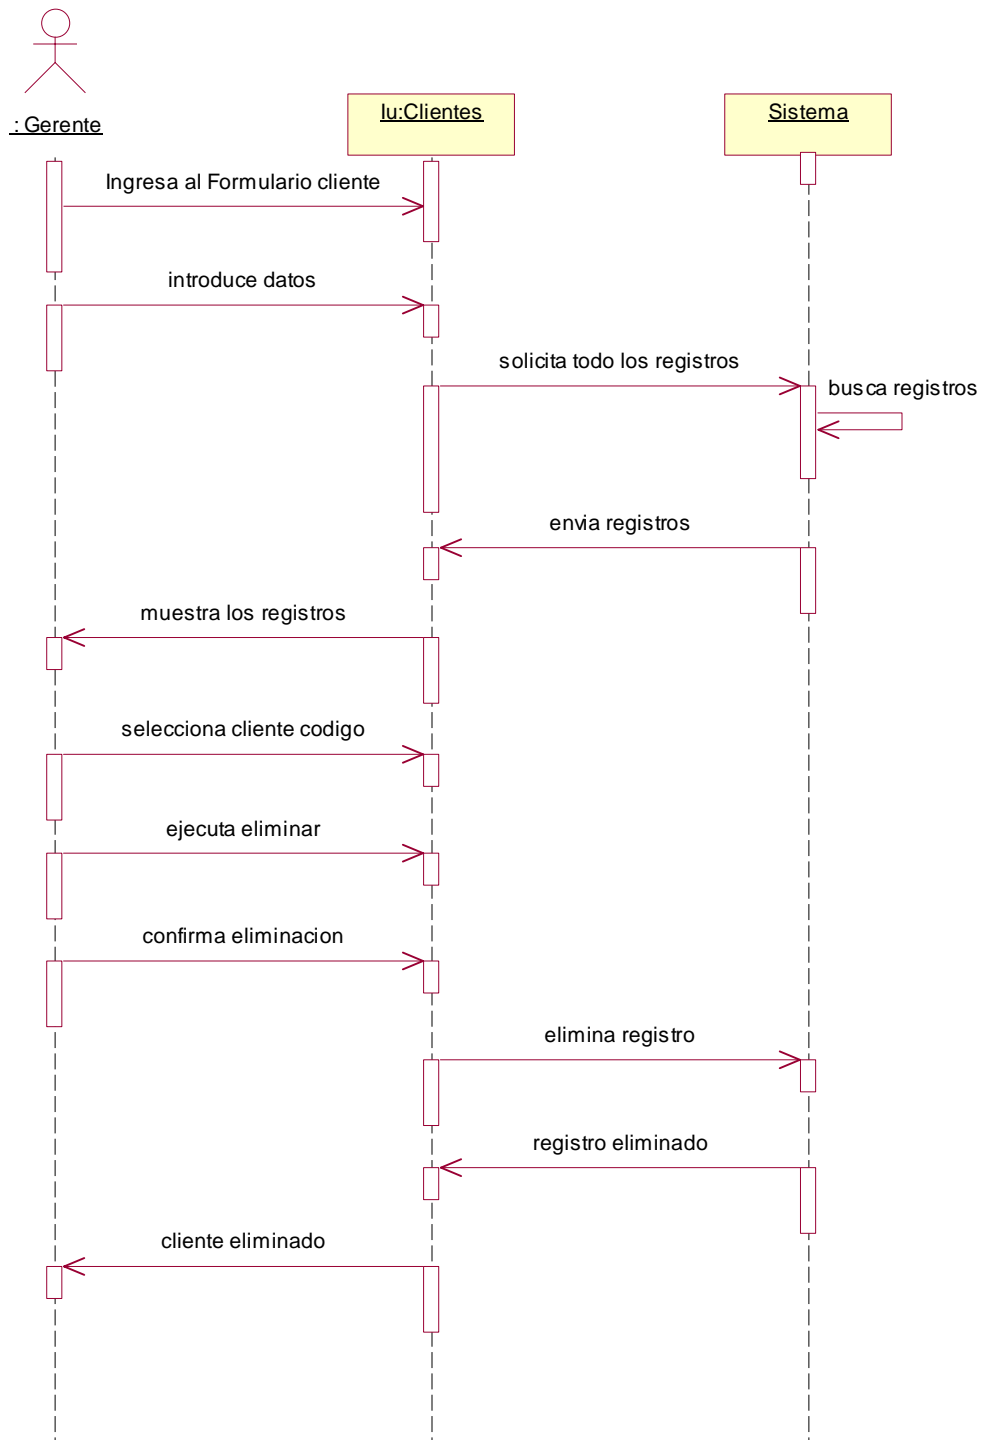 : Gerente
Iu:Clientes
Sistema
Ingresa al Formulario cliente
introduce datos
solicita todo los registros
busca registros
envia registros
muestra los registros
selecciona cliente codigo
ejecuta eliminar
confirma eliminacion
elimina registro
registro eliminado
cliente eliminado